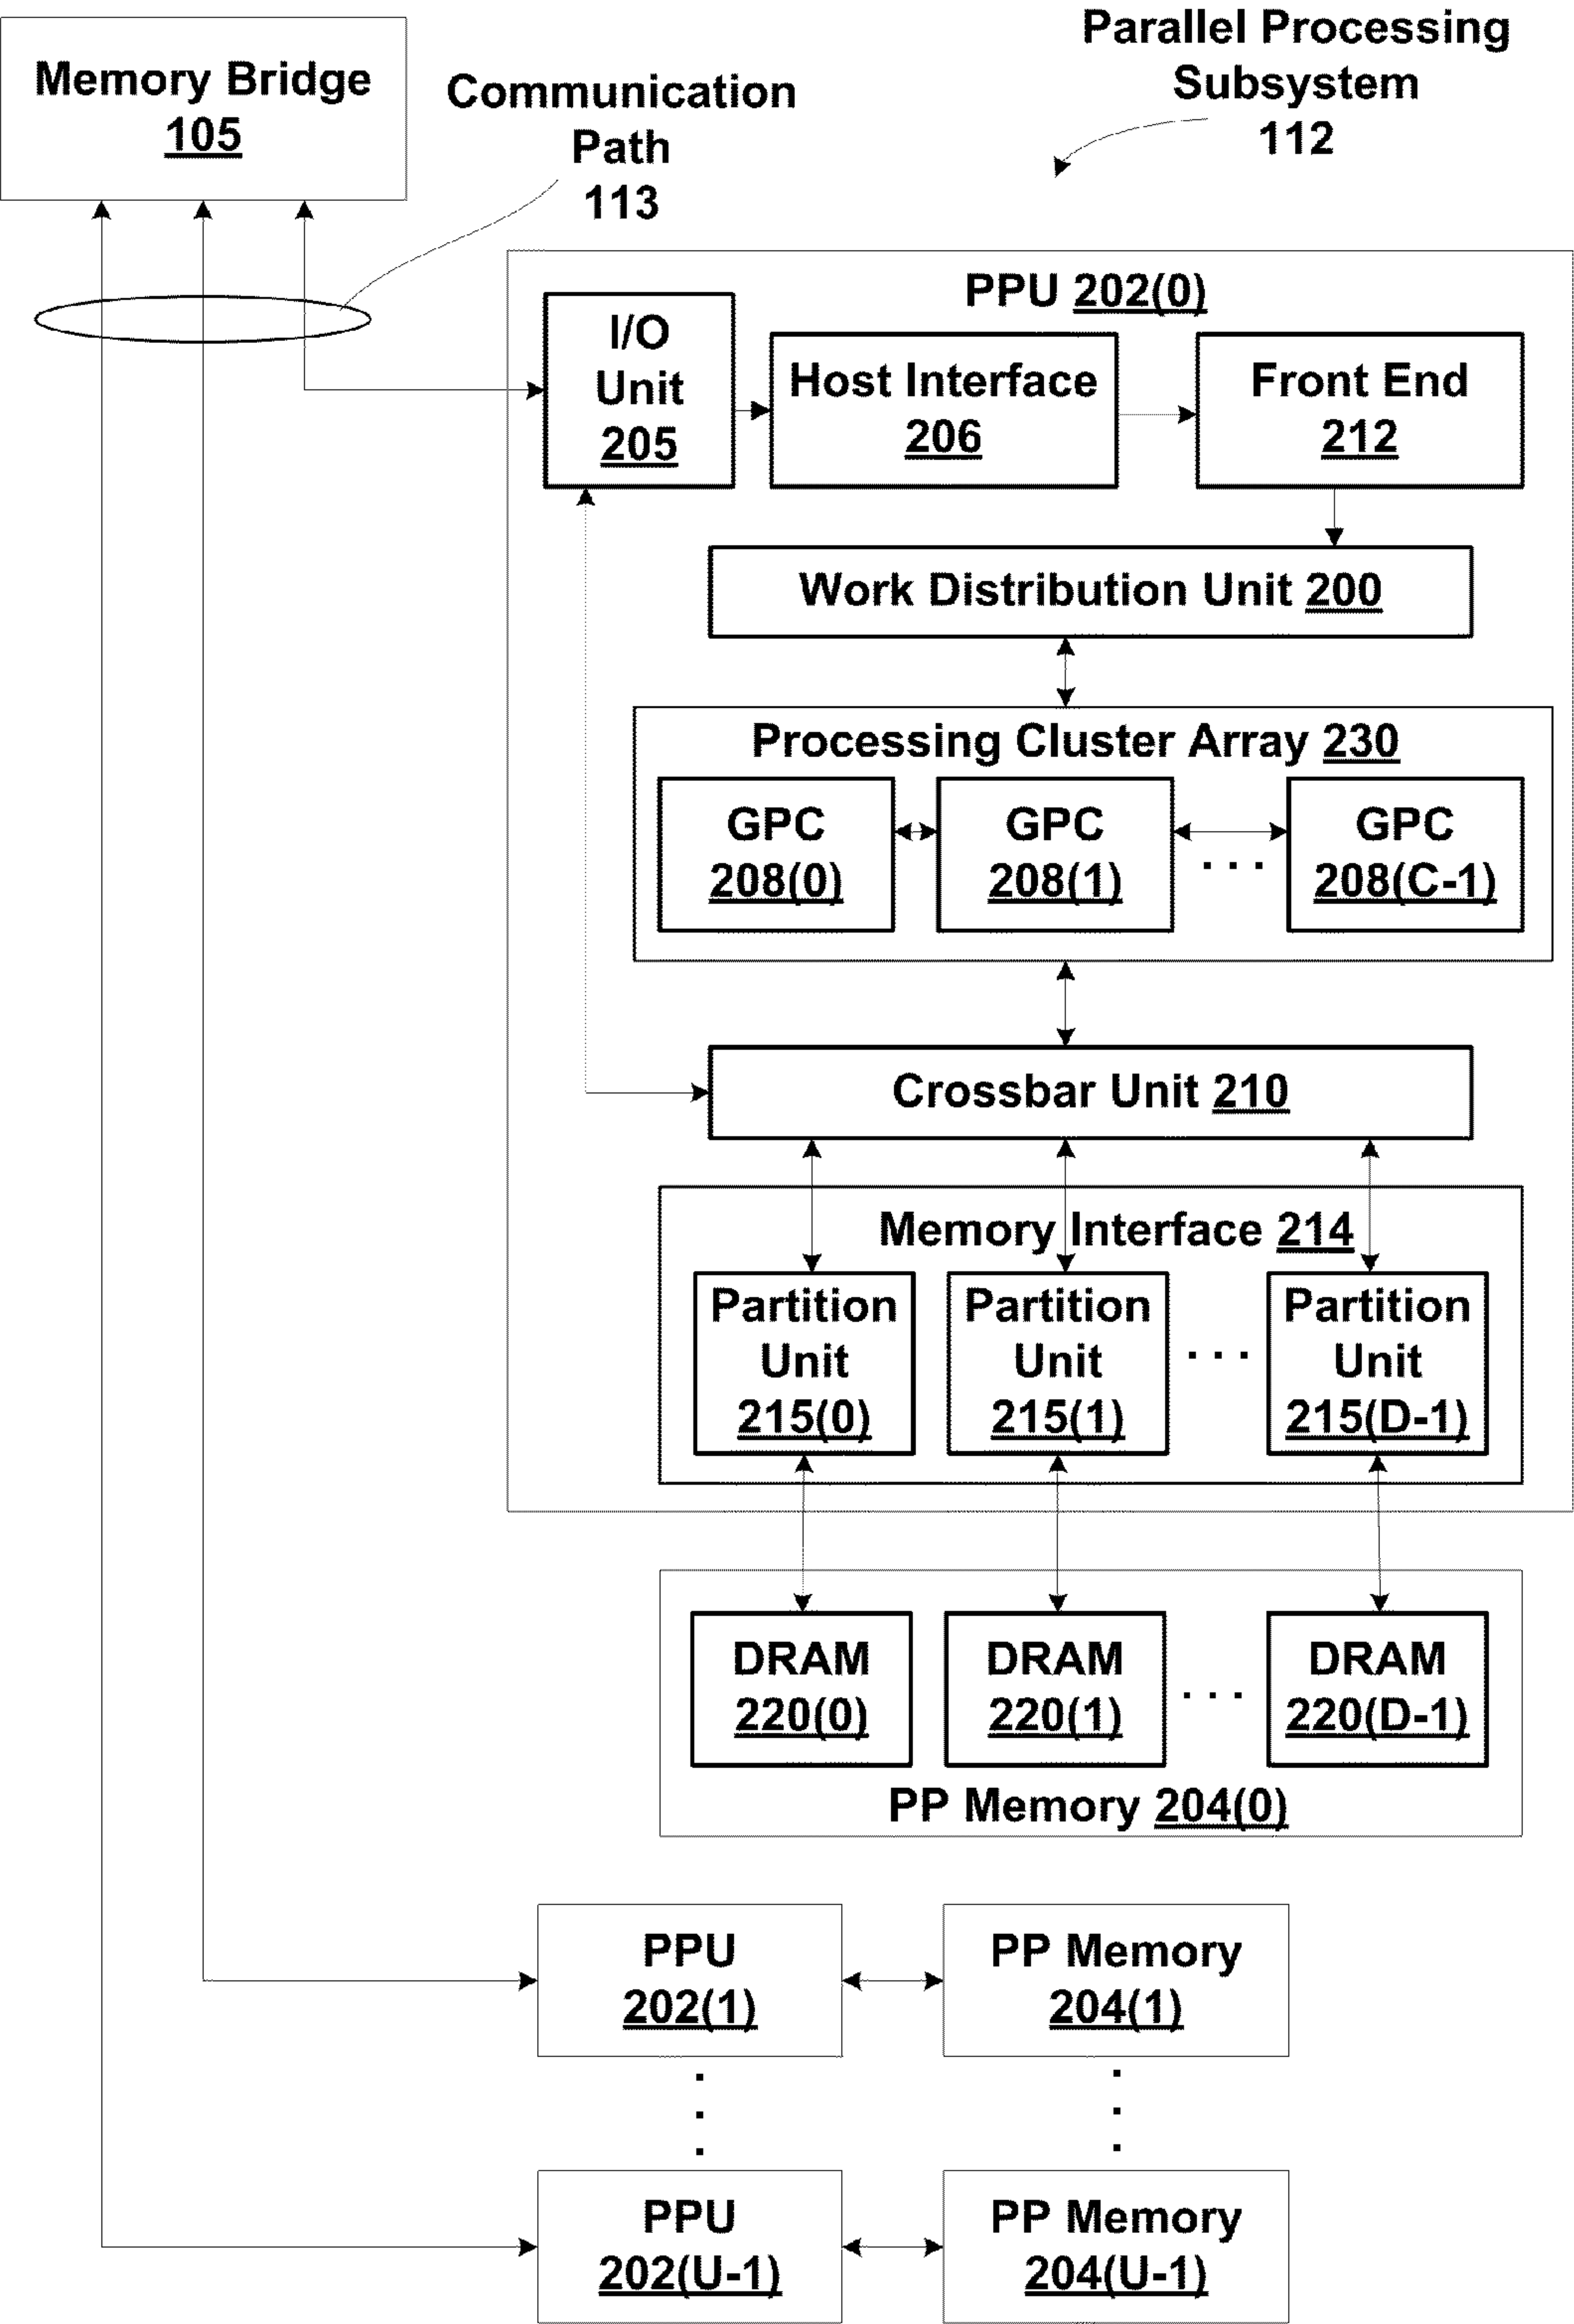 Parallel Processing
Subsystem
112
Memory Bridge
105
Communication
Path
113
PPU 202(0)
I/O
Unit
205
Host Interface
206
Front End
212
Work Distribution Unit 200
Processing Cluster Array 230
GPC
208(0)
GPC
208(1)
. . .
GPC
208(C-1)
Crossbar Unit 210
Memory Interface 214
Partition
Unit
215(0)
Partition
Unit
215(1)
. . .
Partition
Unit
215(D-1)
DRAM
220(0)
DRAM
220(1)
. . .
DRAM
220(D-1)
PP Memory 204(0)
PPU
202(1)
PP Memory
204(1)
PPU
202(U-1)
PP Memory
204(U-1)